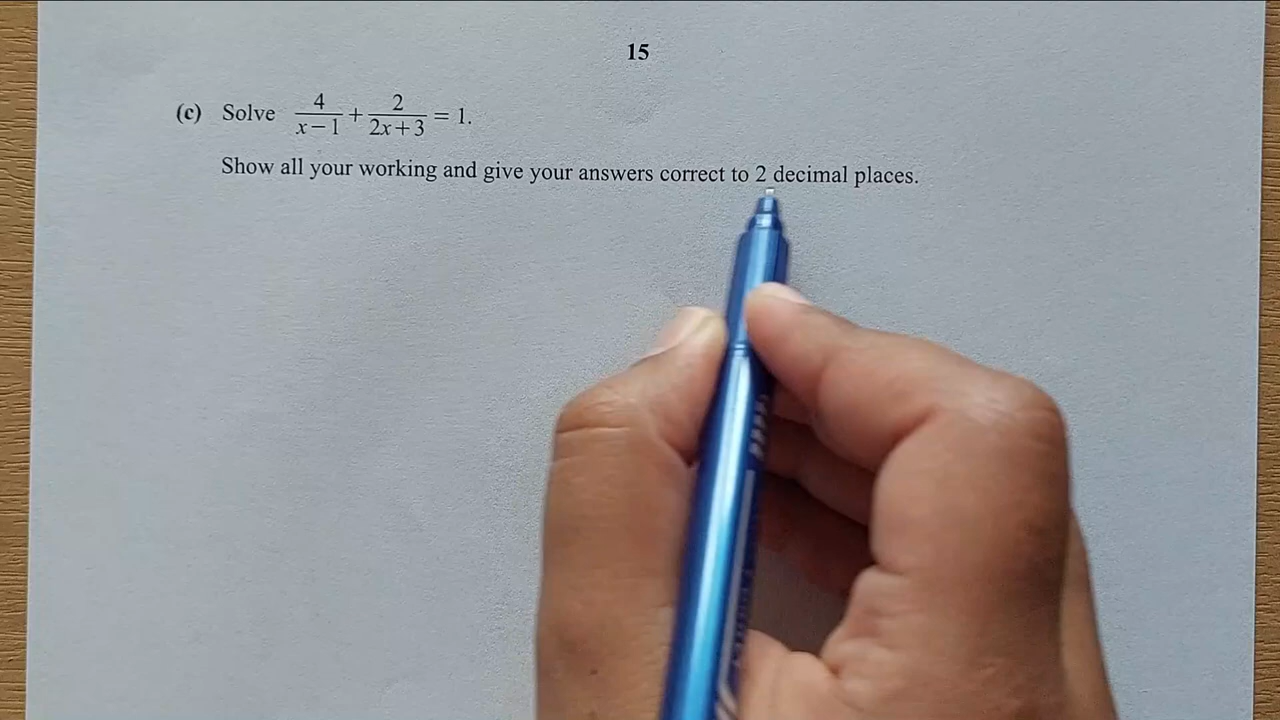 15
(c) Solve 4/(x−1) + 2/(2x+3) = 1.
Show all your working and give your answers correct to 2 decimal places.